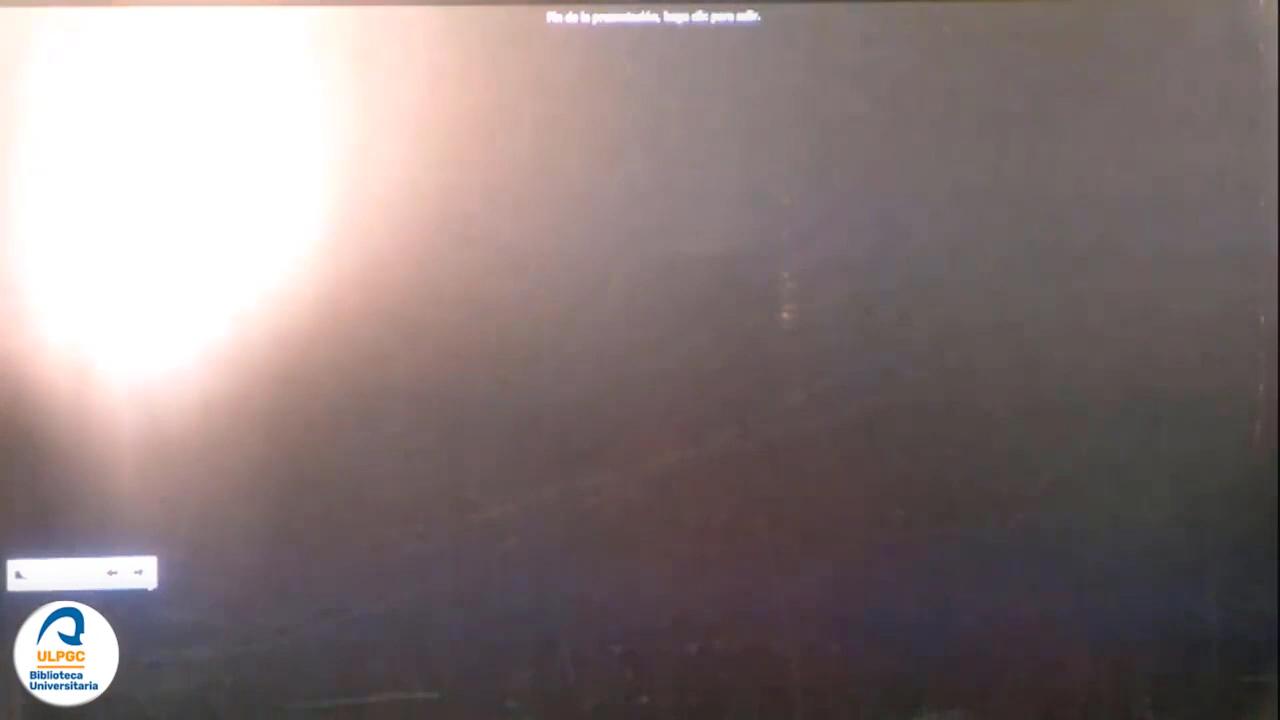 Fin de la presentación, haga clic para salir.
ULPGC
Biblioteca
Universitaria